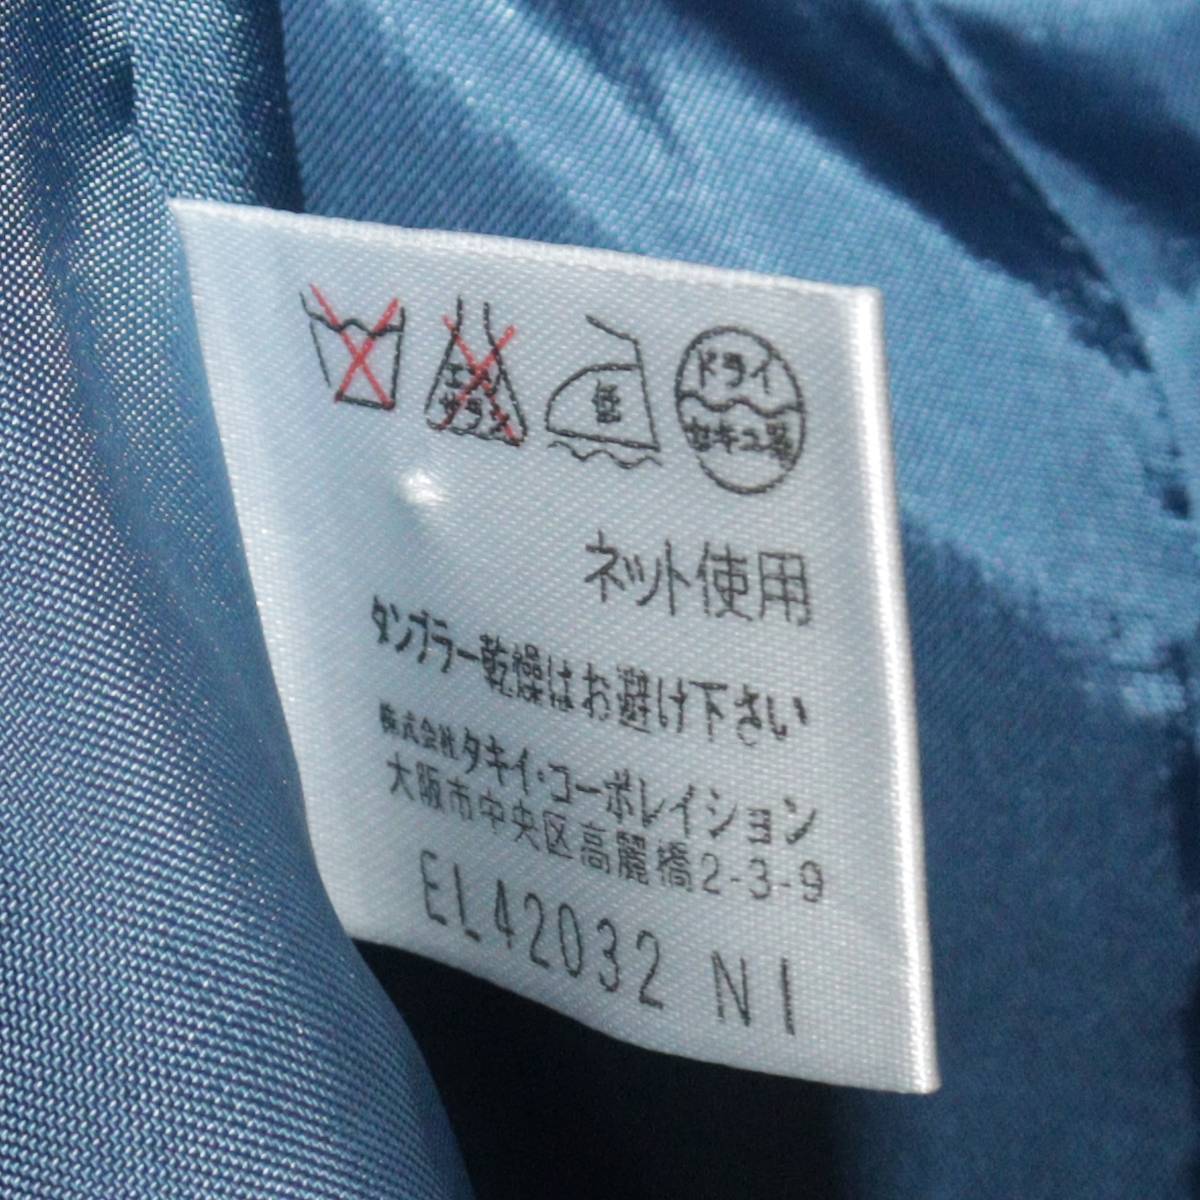 エンソ
サラシ
低
ドライ
セキユ系
ネット使用
タンブラー乾燥はお避け下さい
株式会社タキイ・コーポレイション
大阪市中央区高麗橋2-3-9
EL42032 NI